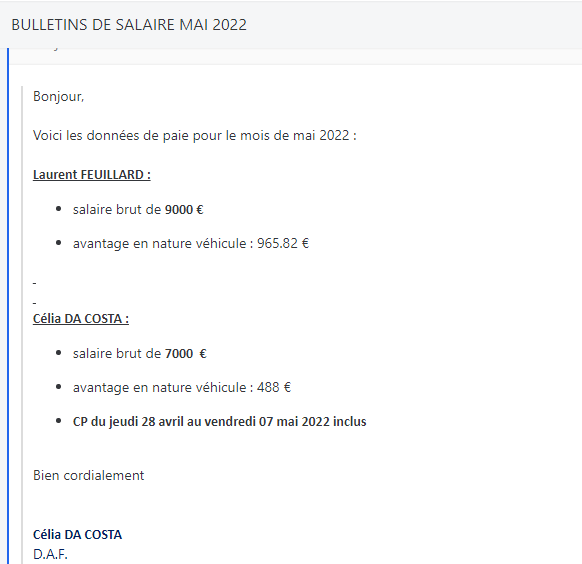 BULLETINS DE SALAIRE MAI 2022
Bonjour,
Voici les données de paie pour le mois de mai 2022 :
Laurent FEUILLARD :
• salaire brut de 9000 €
• avantage en nature véhicule : 965.82 €
-
-
Célia DA COSTA :
• salaire brut de 7000 €
• avantage en nature véhicule : 488 €
• CP du jeudi 28 avril au vendredi 07 mai 2022 inclus
Bien cordialement
Célia DA COSTA
D.A.F.